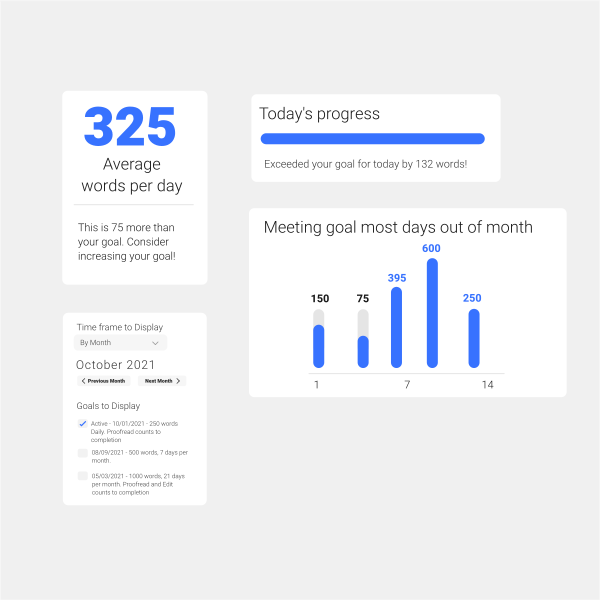 325
Average
words per day
This is 75 more than
your goal. Consider
increasing your goal!
Today's progress
Exceeded your goal for today by 132 words!
Meeting goal most days out of month
600
395
150
75
250
1
7
14
Time frame to Display
By Month
October 2021
Previous Month
Next Month
Goals to Display
Active - 10/01/2021 - 250 words
Daily. Proofread counts to
completion
08/09/2021 - 500 words, 7 days per
month.
05/03/2021 - 1000 words, 21 days
per month. Proofread and Edit
counts to completion